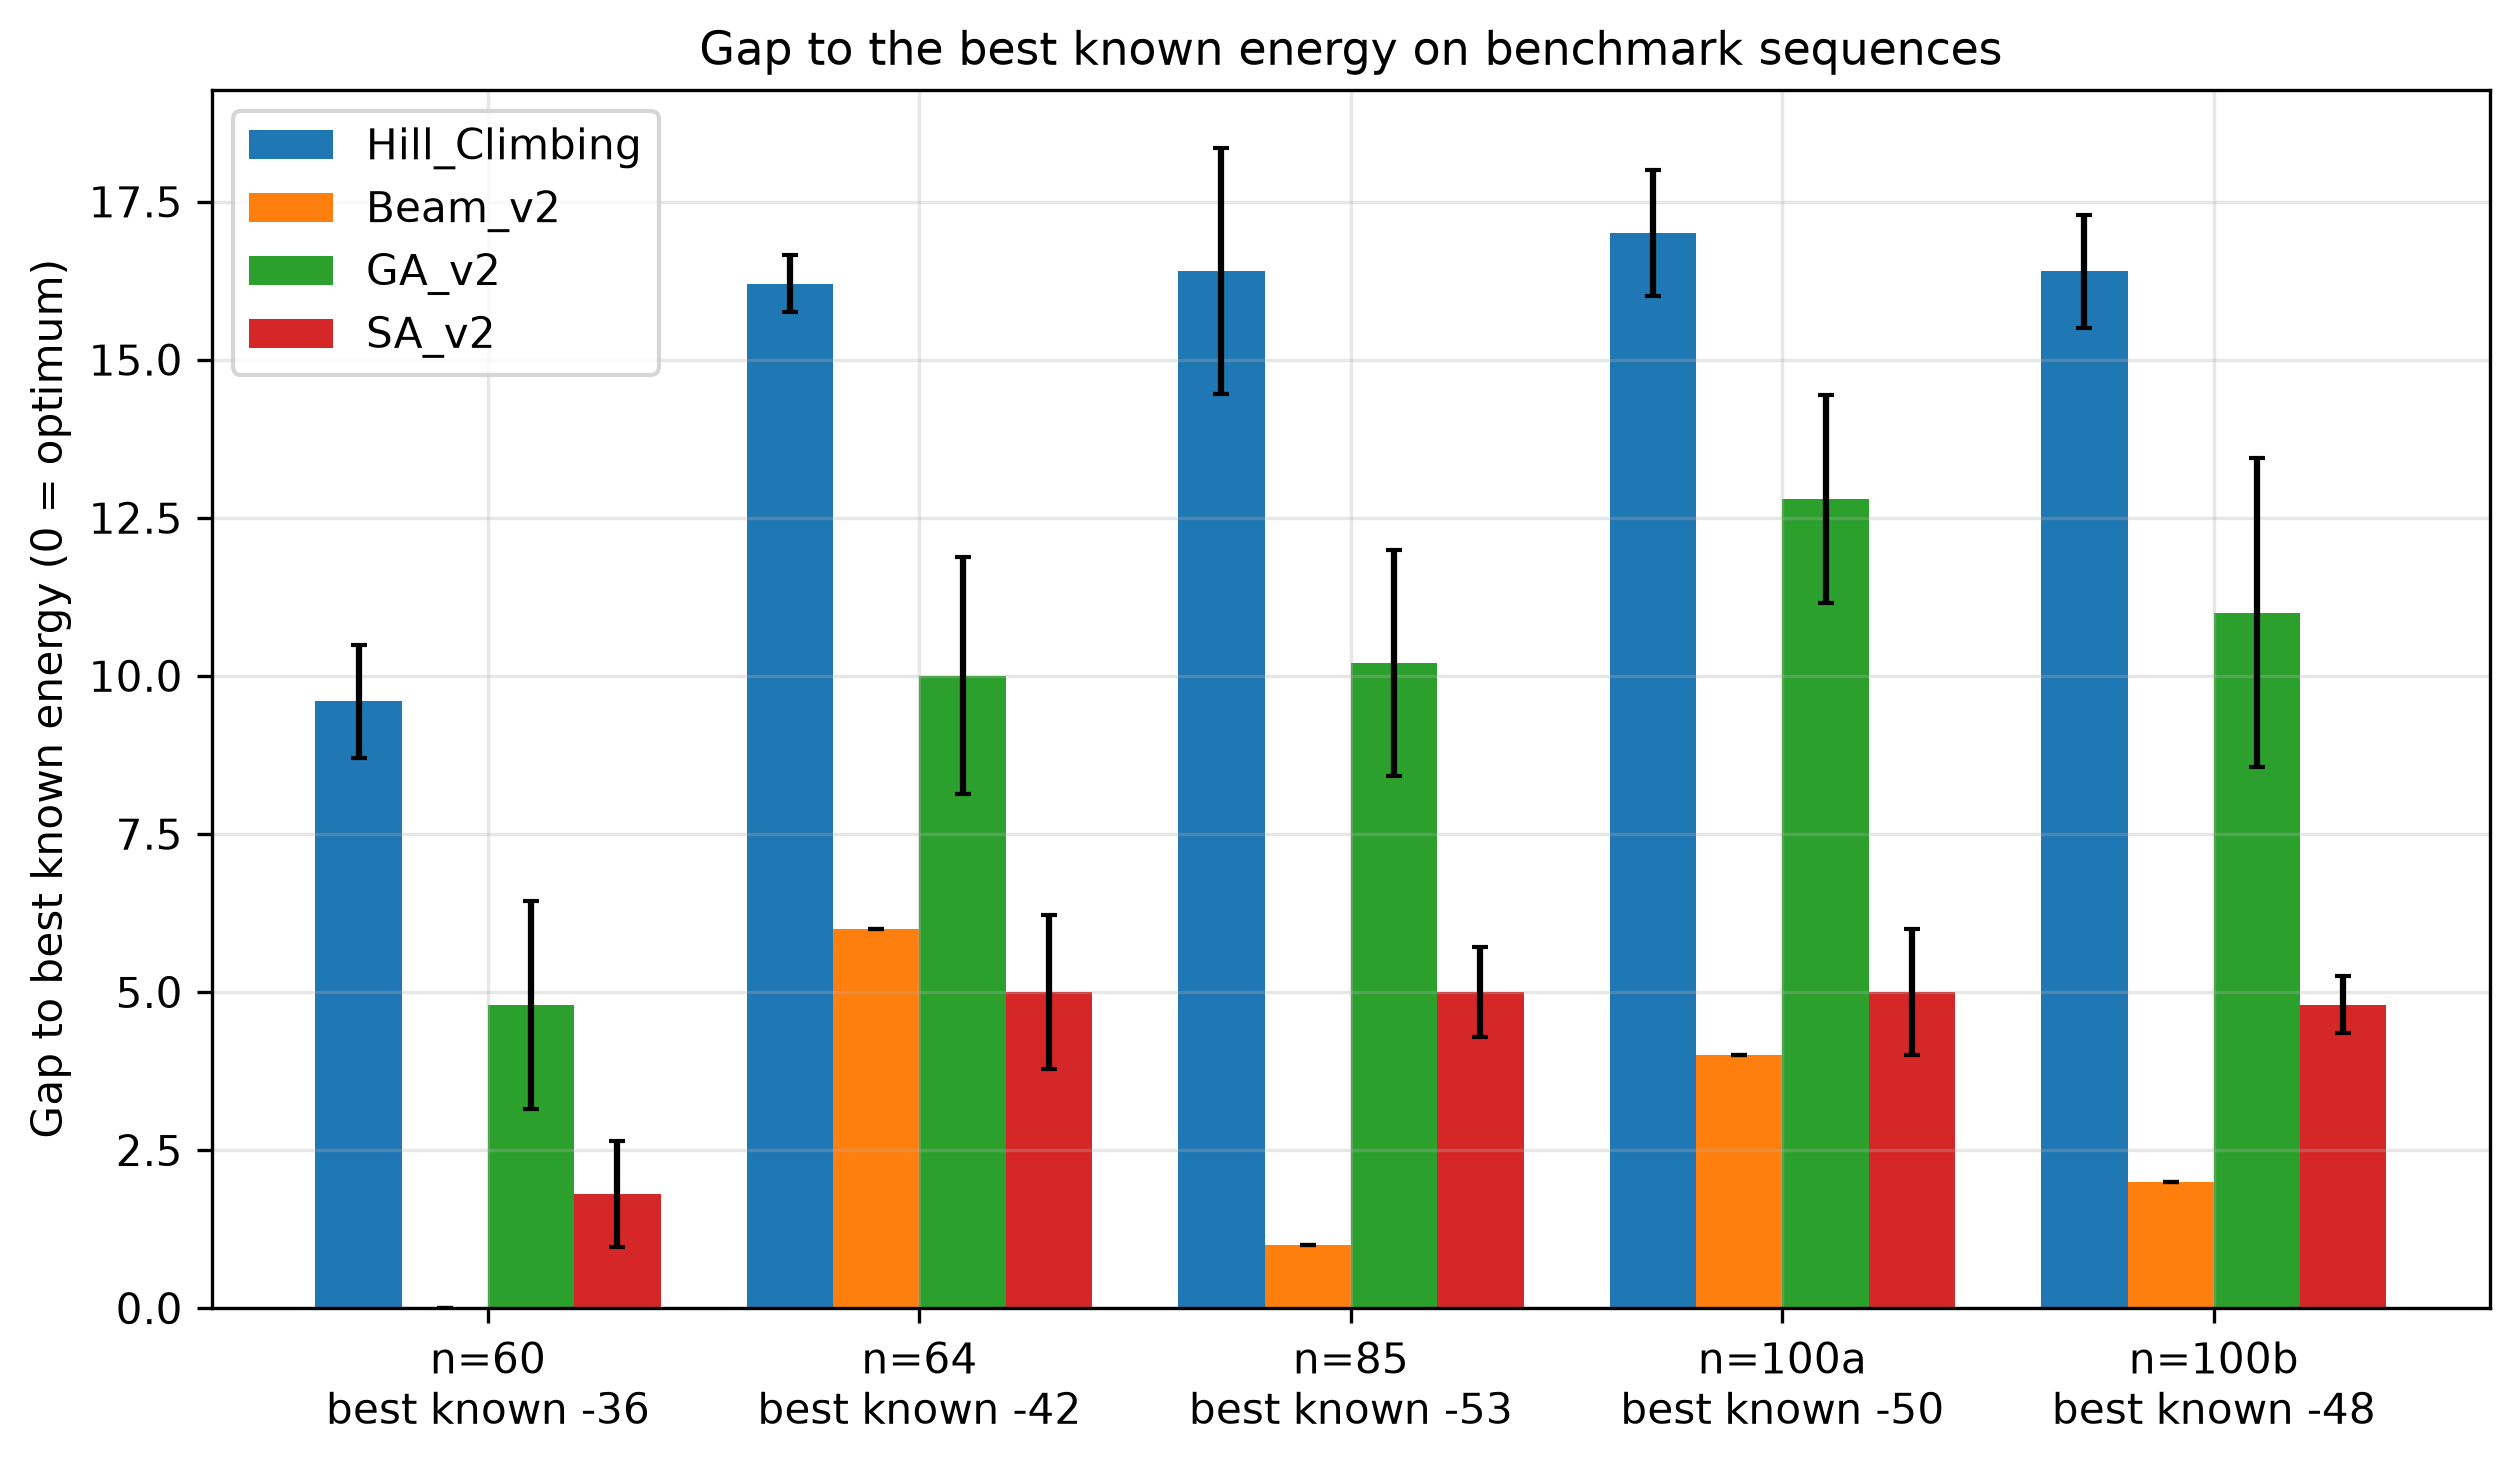 Gap to the best known energy on benchmark sequences
Hill_Climbing
Beam_v2
GA_v2
SA_v2
Gap to best known energy (0 = optimum)
17.5
15.0
12.5
10.0
7.5
5.0
2.5
0.0
n=60
best known -36
n=64
best known -42
n=85
best known -53
n=100a
best known -50
n=100b
best known -48